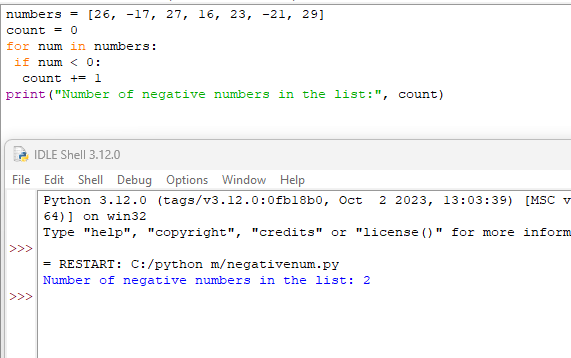 numbers = [26, -17, 27, 16, 23, -21, 29]
count = 0
for num in numbers:
 if num < 0:
  count += 1
print("Number of negative numbers in the list:", count)
IDLE Shell 3.12.0
File Edit Shell Debug Options Window Help
Python 3.12.0 (tags/v3.12.0:0fb18b0, Oct  2 2023, 13:03:39) [MSC v
64)] on win32
Type "help", "copyright", "credits" or "license()" for more inform
>>>
= RESTART: C:/python m/negativenum.py
Number of negative numbers in the list: 2
>>>